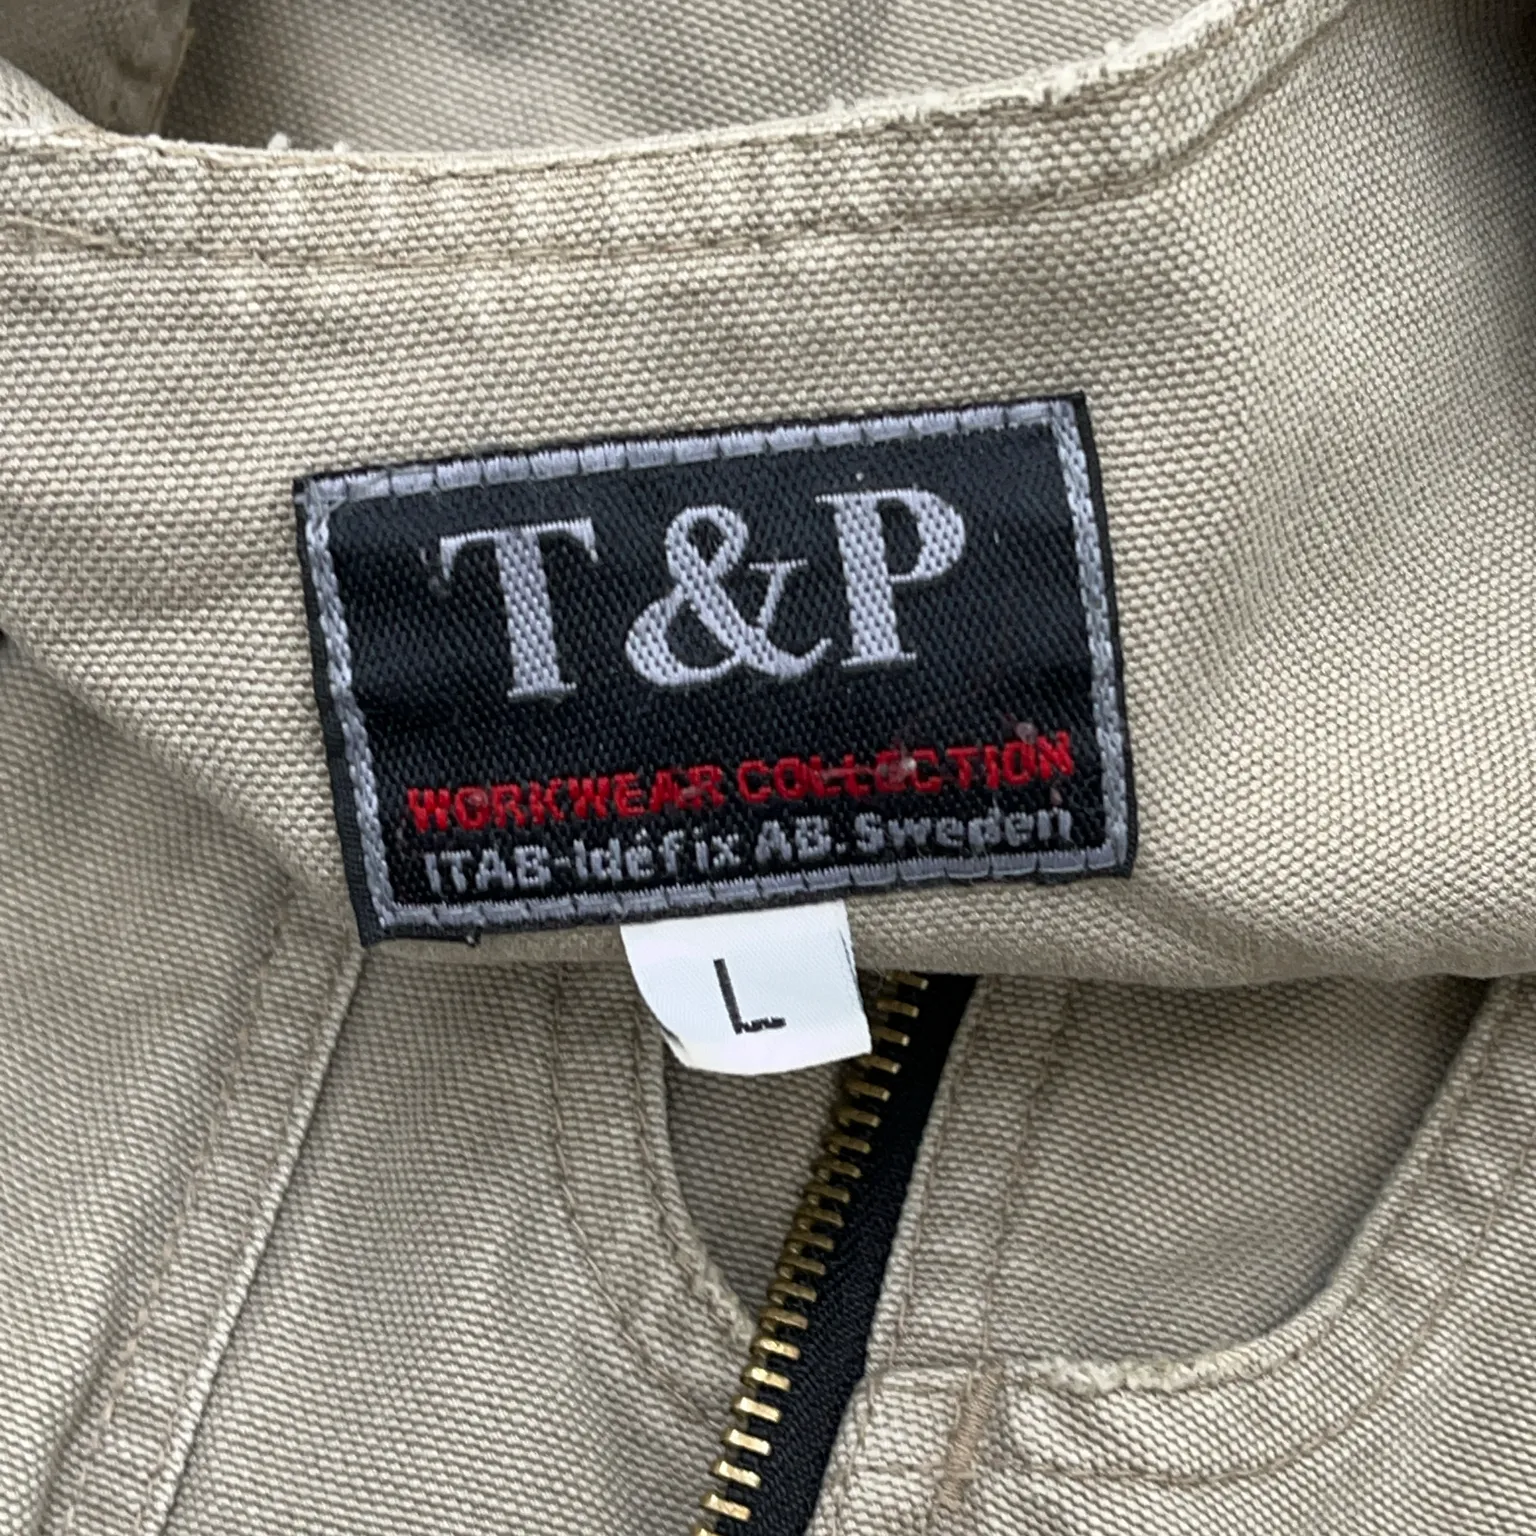 T&P
WORKWEAR COLLECTION
ITAB-Idéfix AB. Sweden
L